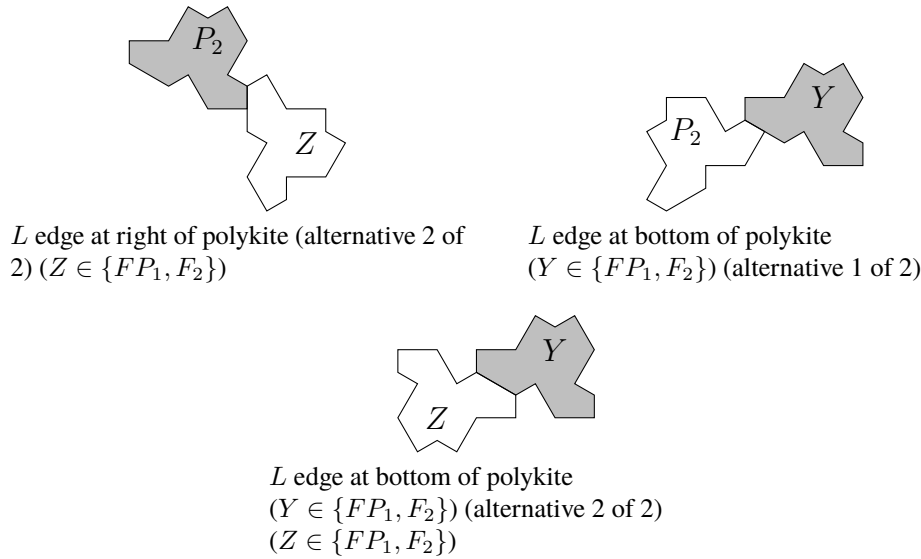 P₂
Z
Y
P₂
L edge at right of polykite (alternative 2 of
2) (Z ∈ {FP₁, F₂})
L edge at bottom of polykite
(Y ∈ {FP₁, F₂}) (alternative 1 of 2)
Y
Z
L edge at bottom of polykite
(Y ∈ {FP₁, F₂}) (alternative 2 of 2)
(Z ∈ {FP₁, F₂})